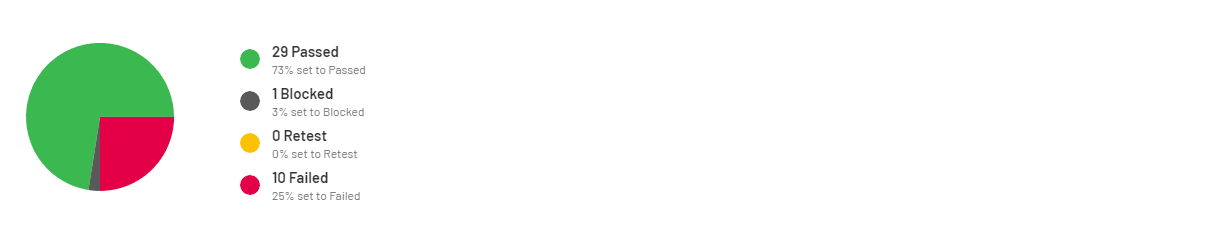 29 Passed
73% set to Passed
1 Blocked
3% set to Blocked
0 Retest
0% set to Retest
10 Failed
25% set to Failed